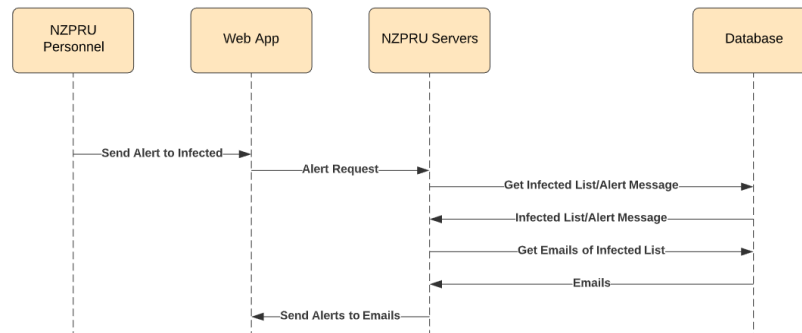 NZPRU
Personnel
Web App
NZPRU Servers
Database
Send Alert to Infected
Alert Request
Get Infected List/Alert Message
Infected List/Alert Message
Get Emails of Infected List
Emails
Send Alerts to Emails